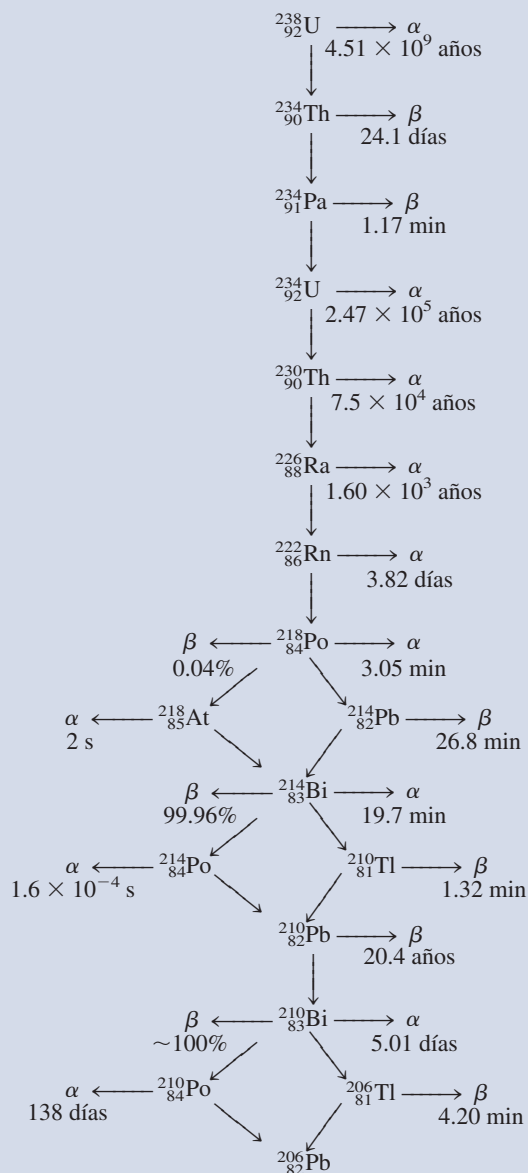 ²³⁸₉₂U ⟶ α
4.51 × 10⁹ años
²³⁴₉₀Th ⟶ β
24.1 días
²³⁴₉₁Pa ⟶ β
1.17 min
²³⁴₉₂U ⟶ α
2.47 × 10⁵ años
²³⁰₉₀Th ⟶ α
7.5 × 10⁴ años
²²⁶₈₈Ra ⟶ α
1.60 × 10³ años
²²²₈₆Rn ⟶ α
3.82 días
β ⟵ ²¹⁸₈₄Po ⟶ α
0.04% 3.05 min
α ⟵ ²¹⁸₈₅At ²¹⁴₈₂Pb ⟶ β
2 s 26.8 min
β ⟵ ²¹⁴₈₃Bi ⟶ α
99.96% 19.7 min
α ⟵ ²¹⁴₈₄Po ²¹⁰₈₁Tl ⟶ β
1.6 × 10⁻⁴ s 1.32 min
²¹⁰₈₂Pb ⟶ β
20.4 años
β ⟵ ²¹⁰₈₃Bi ⟶ α
~100% 5.01 días
α ⟵ ²¹⁰₈₄Po ²⁰⁶₈₁Tl ⟶ β
138 días 4.20 min
²⁰⁶₈₂Pb